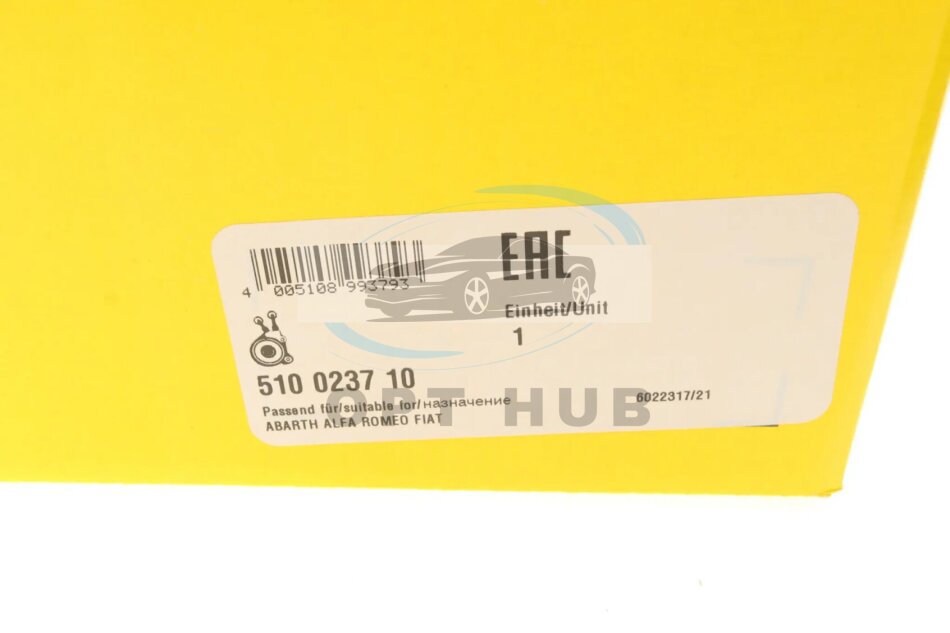 EAC
4 005108 993793
Einheit/Unit
1
510 0237 10
Passend für/suitable for/назначение
6022317/21
ABARTH ALFA ROMEO FIAT
OPT HUB